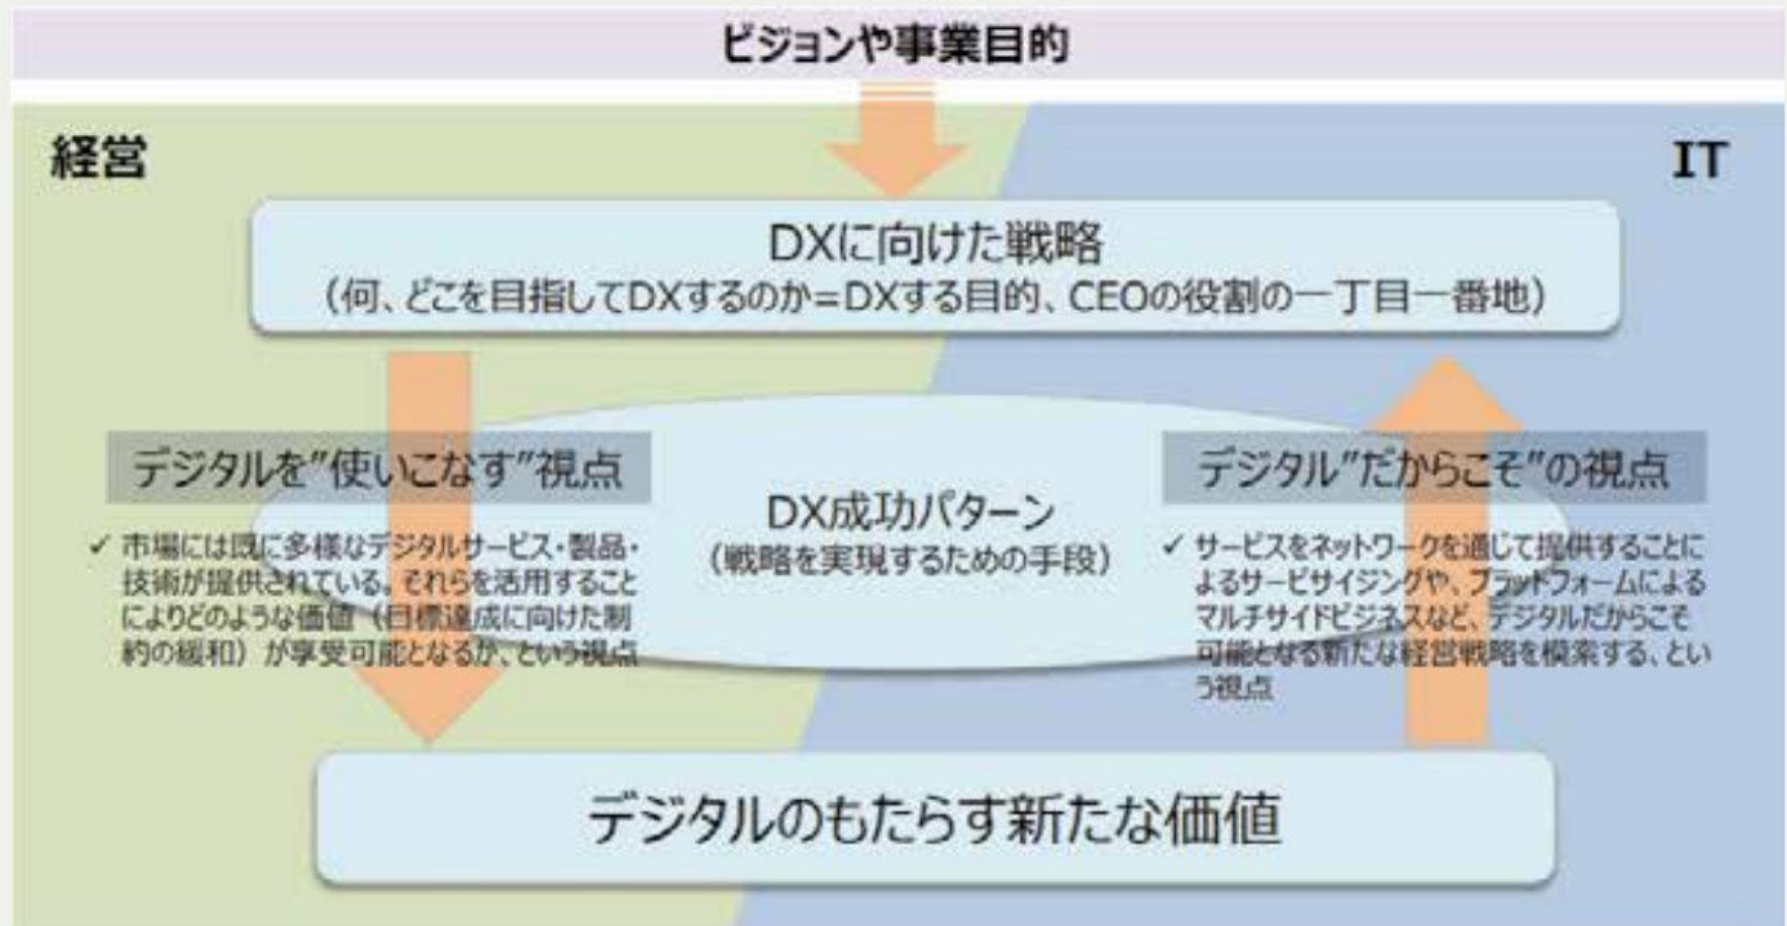 ビジョンや事業目的
経営
IT
DXに向けた戦略
（何、どこを目指してDXするのか＝DXする目的、CEOの役割の一丁目一番地）
デジタルを”使いこなす”視点
✓ 市場には既に多様なデジタルサービス・製品・
技術が提供されている。それらを活用すること
によりどのような価値（目標達成に向けた制
約の緩和）が享受可能となるか、という視点
DX成功パターン
（戦略を実現するための手段）
デジタル”だからこそ”の視点
✓ サービスをネットワークを通じて提供することに
よるサービサイジングや、プラットフォームによる
マルチサイドビジネスなど、デジタルだからこそ
可能となる新たな経営戦略を模索する、とい
う視点
デジタルのもたらす新たな価値